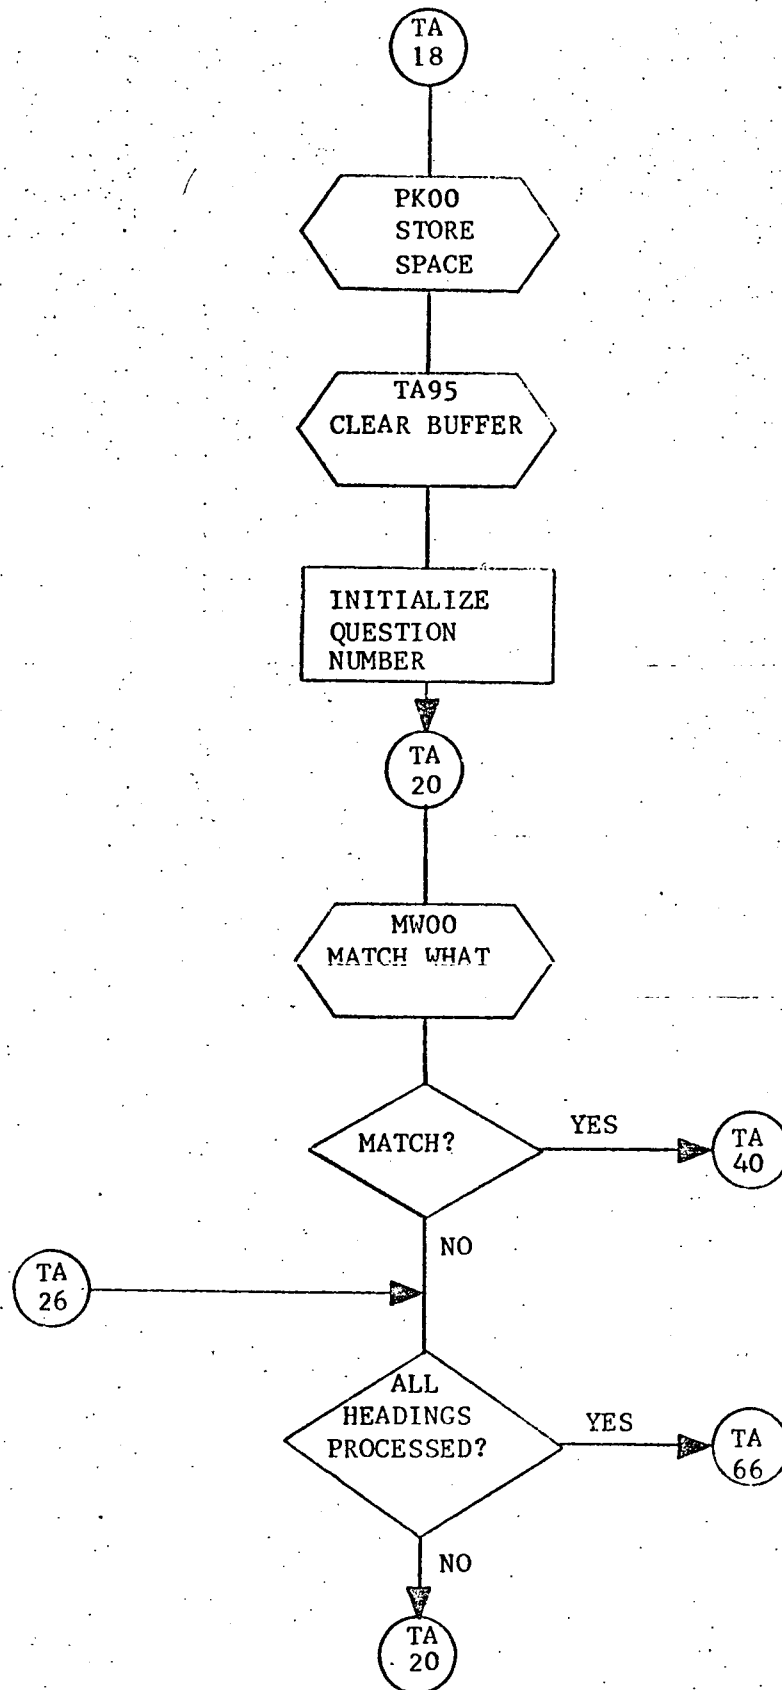 TA
18
PK00
STORE
SPACE
TA95
CLEAR BUFFER
INITIALIZE
QUESTION
NUMBER
TA
20
MW00
MATCH WHAT
MATCH?
YES
TA
40
NO
TA
26
ALL
HEADINGS
PROCESSED?
YES
TA
66
NO
TA
20